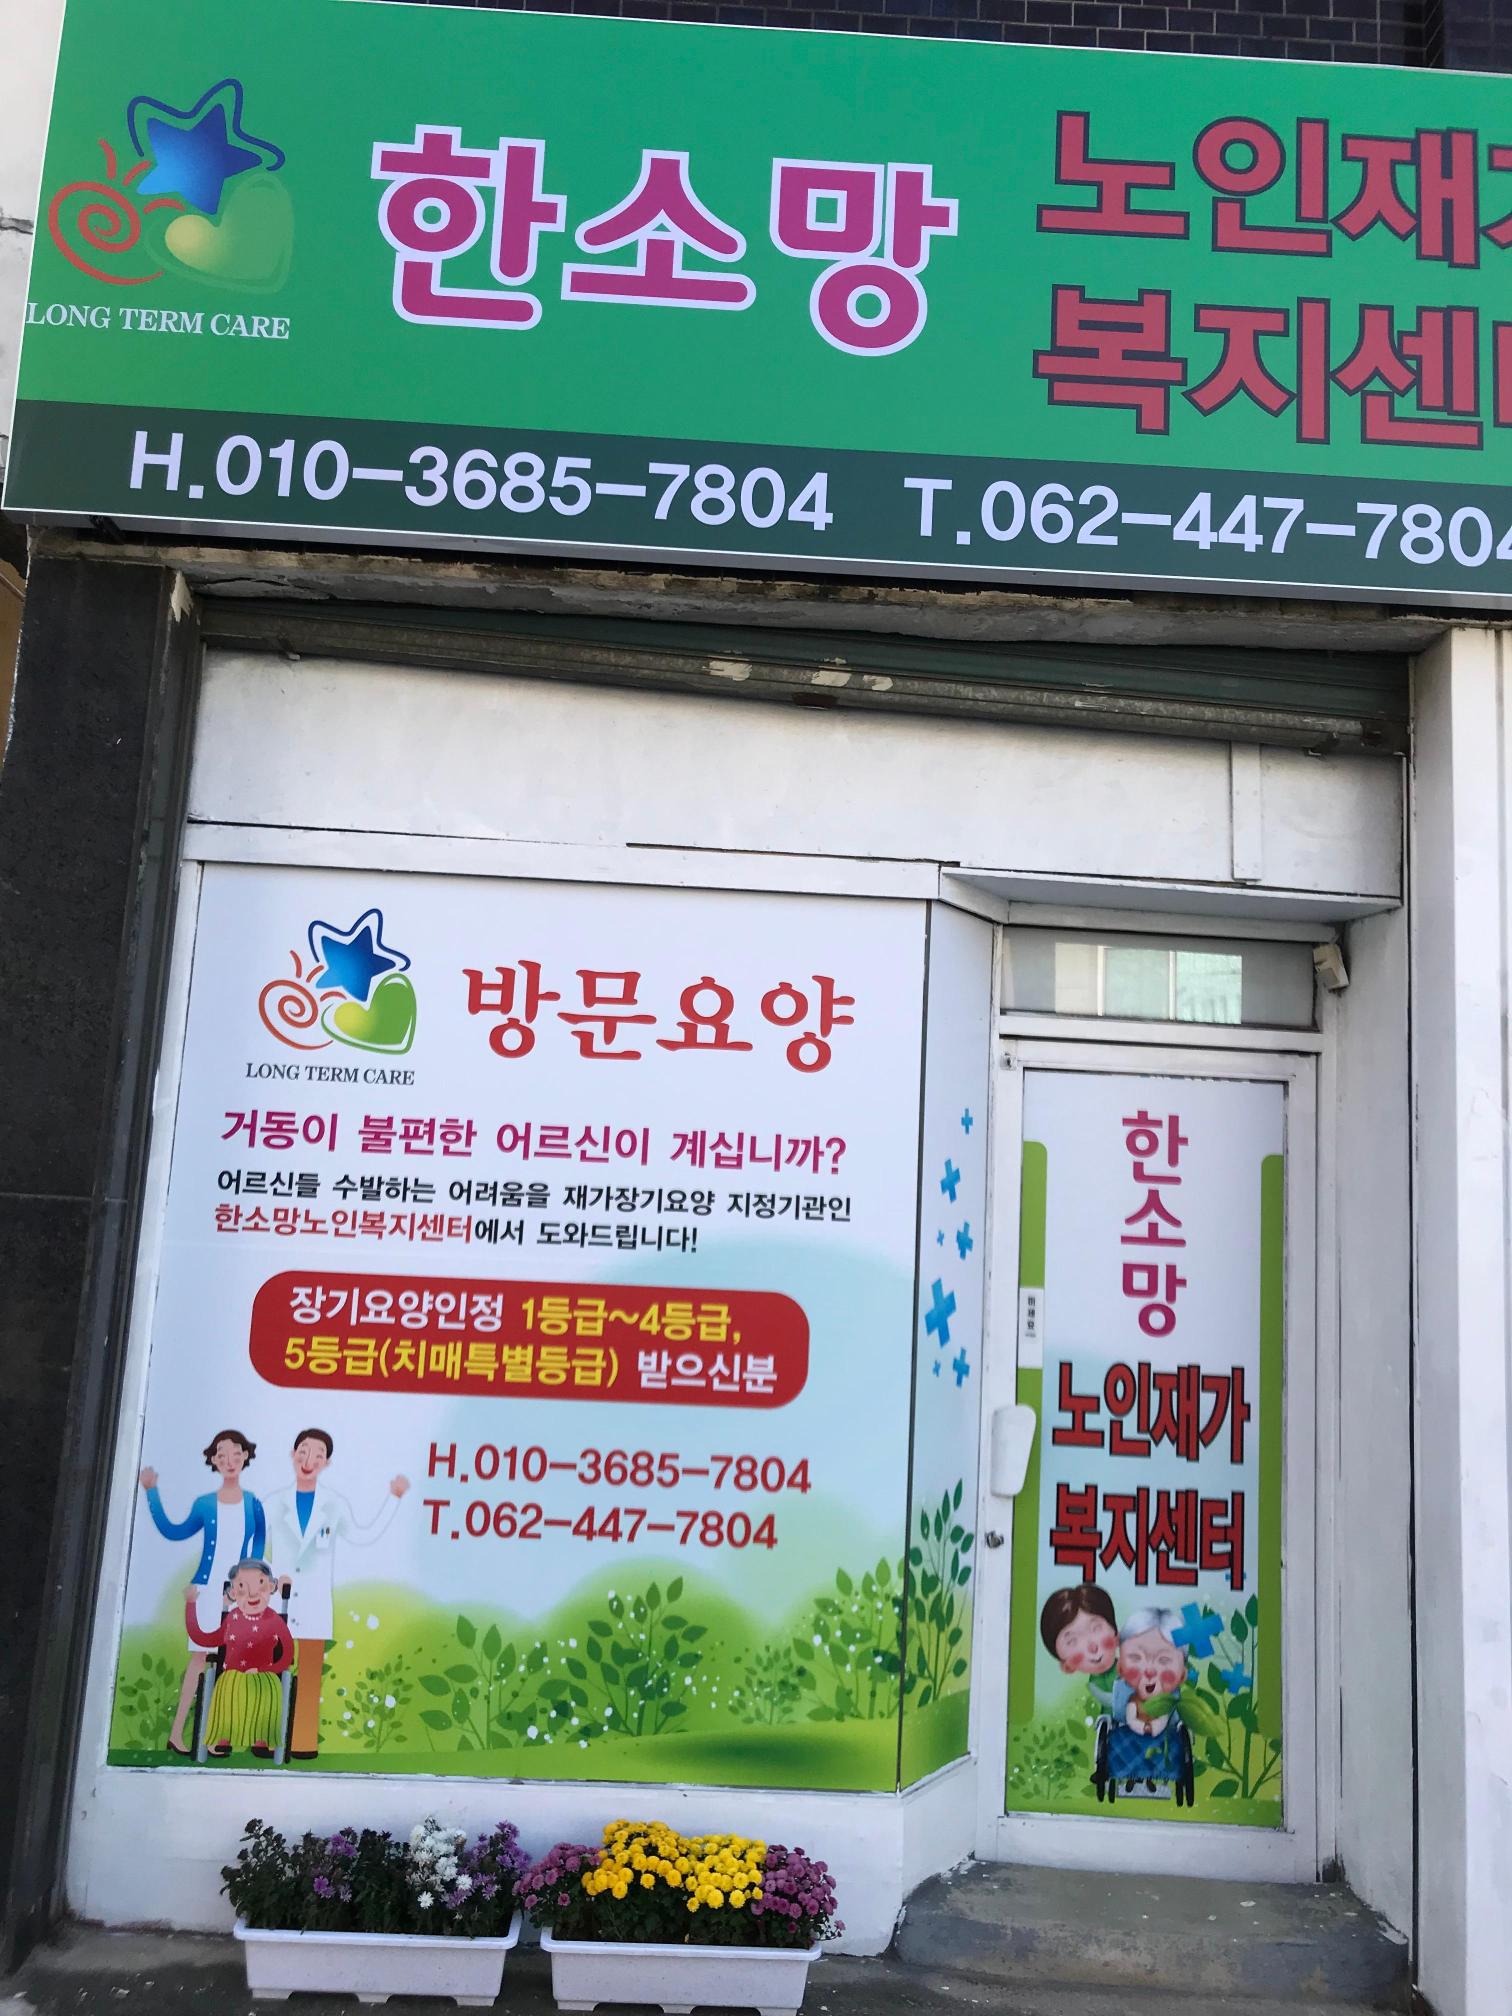 LONG TERM CARE
한소망
노인재
복지센
H.010-3685-7804 T.062-447-7804
LONG TERM CARE
방문요양
거동이 불편한 어르신이 계십니까?
어르신들 수발하는 어려움을 재가장기요양 지정기관인
한소망노인복지센터에서 도와드립니다!
장기요양인정 1등급~4등급,
5등급(치매특별등급) 받으신분
H.010-3685-7804
T.062-447-7804
한소망
노인재가
복지센터